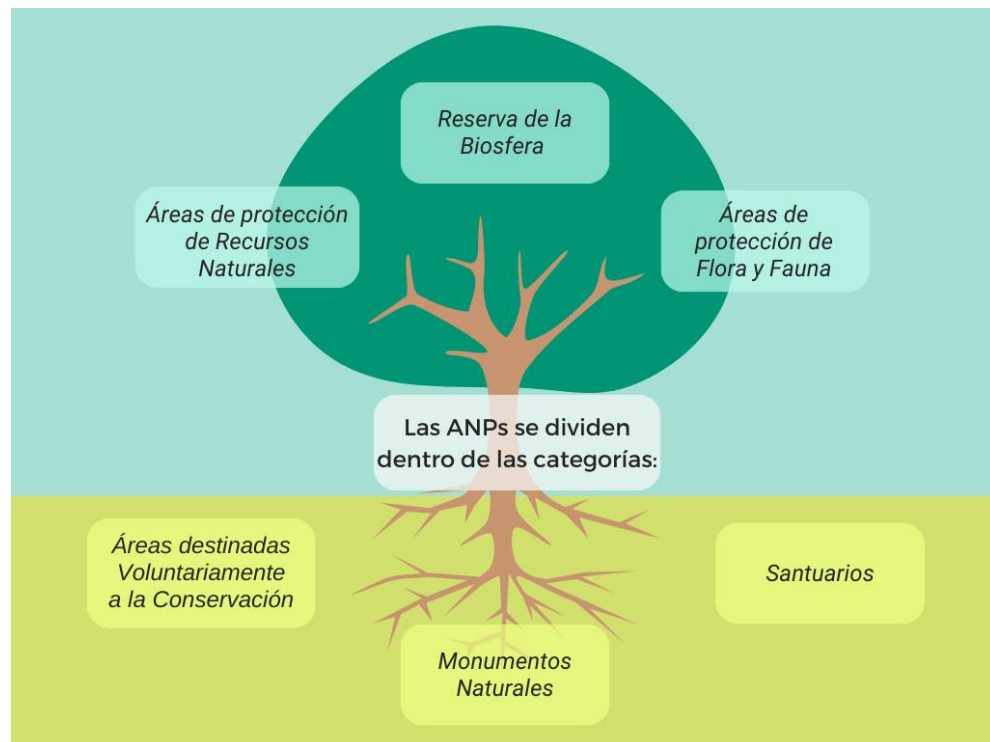 Reserva de la
Biosfera
Áreas de protección
de Recursos
Naturales
Áreas de
protección de
Flora y Fauna
Las ANPs se dividen
dentro de las categorías:
Áreas destinadas
Voluntariamente
a la Conservación
Santuarios
Monumentos
Naturales